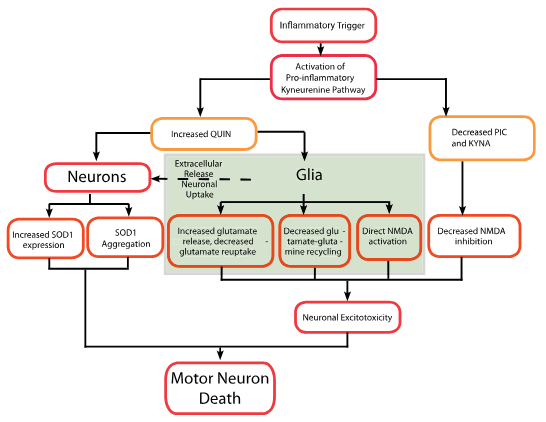 Inflammatory Trigger
Activation of
Pro-inflammatory
Kyneurenine Pathway
Increased QUIN
Decreased PIC
and KYNA
Extracellular
Release
Neuronal
Uptake
Glia
Neurons
Increased SOD1
expression
SOD1
Aggregation
Increased glutamate
release, decreased -
glutamate reuptake
Decreased glu -
tamate-gluta -
mine recycling
Direct NMDA
activation
Decreased NMDA
inhibition
Neuronal Excitotoxicity
Motor Neuron
Death